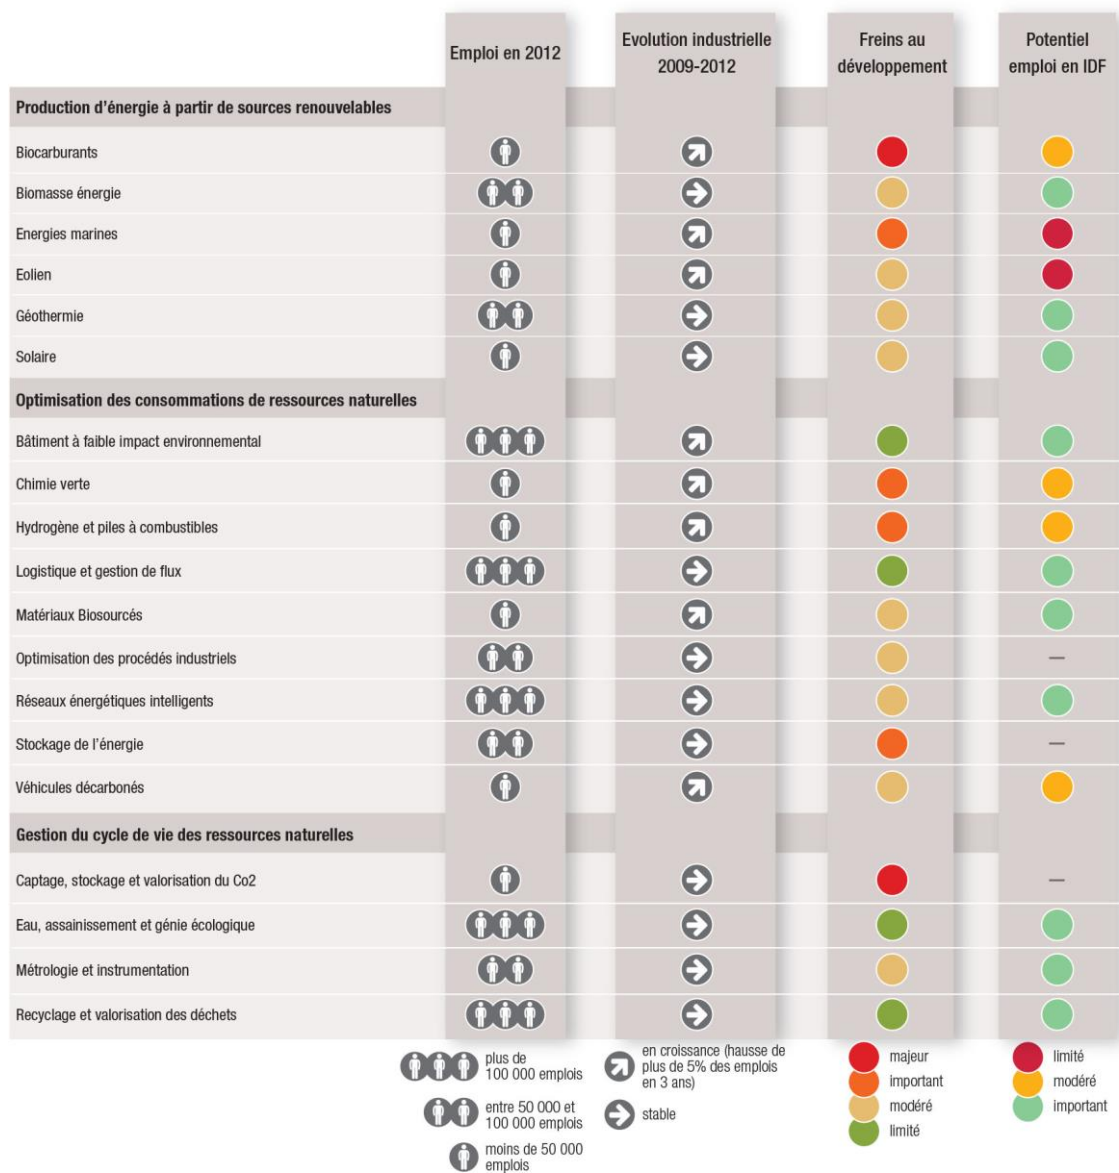 Emploi en 2012
Evolution industrielle
2009-2012
Freins au
développement
Potentiel
emploi en IDF
Production d’énergie à partir de sources renouvelables
Biocarburants
Biomasse énergie
Energies marines
Eolien
Géothermie
Solaire
Optimisation des consommations de ressources naturelles
Bâtiment à faible impact environnemental
Chimie verte
Hydrogène et piles à combustibles
Logistique et gestion de flux
Matériaux Biosourcés
Optimisation des procédés industriels
Réseaux énergétiques intelligents
Stockage de l’énergie
Véhicules décarbonés
Gestion du cycle de vie des ressources naturelles
Captage, stockage et valorisation du Co2
Eau, assainissement et génie écologique
Métrologie et instrumentation
Recyclage et valorisation des déchets
plus de
100 000 emplois
entre 50 000 et
100 000 emplois
moins de 50 000
emplois
en croissance (hausse de
plus de 5% des emplois
en 3 ans)
stable
majeur
important
modéré
limité
limité
modéré
important